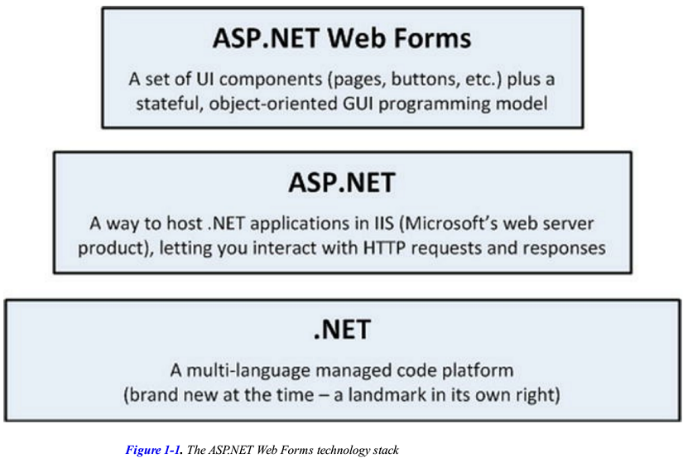 ASP.NET Web Forms
A set of UI components (pages, buttons, etc.) plus a
stateful, object-oriented GUI programming model
ASP.NET
A way to host .NET applications in IIS (Microsoft's web server
product), letting you interact with HTTP requests and responses
.NET
A multi-language managed code platform
(brand new at the time – a landmark in its own right)
Figure 1-1. The ASP.NET Web Forms technology stack